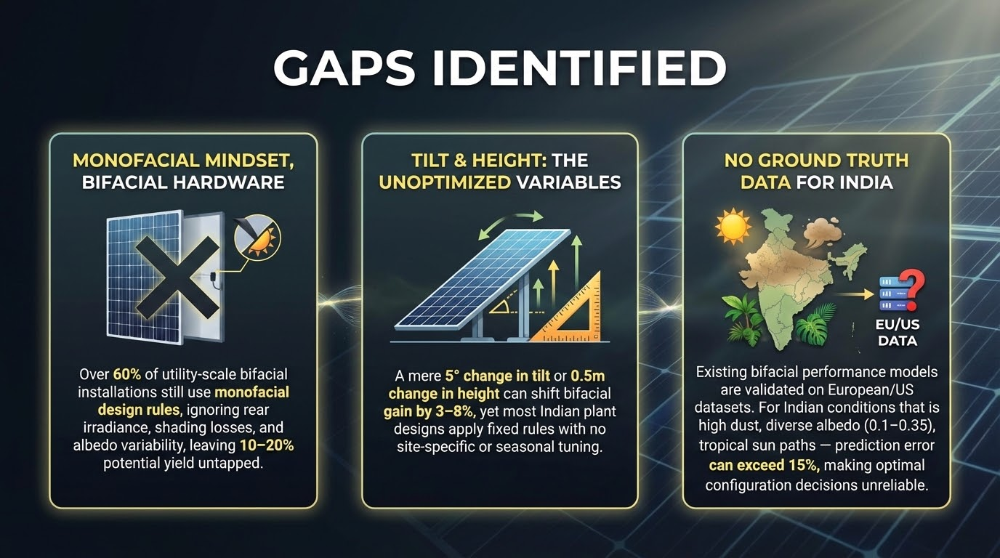 GAPS IDENTIFIED
MONOFACIAL MINDSET,
BIFACIAL HARDWARE
Over 60% of utility-scale bifacial
installations still use monofacial
design rules, ignoring rear
irradiance, shading losses, and
albedo variability, leaving 10–20%
potential yield untapped.
TILT & HEIGHT: THE
UNOPTIMIZED VARIABLES
A mere 5° change in tilt or 0.5m
change in height can shift bifacial
gain by 3–8%, yet most Indian plant
designs apply fixed rules with no
site-specific or seasonal tuning.
NO GROUND TRUTH
DATA FOR INDIA
?
EU/US
DATA
Existing bifacial performance models
are validated on European/US
datasets. For Indian conditions that is
high dust, diverse albedo (0.1–0.35),
tropical sun paths — prediction error
can exceed 15%, making optimal
configuration decisions unreliable.